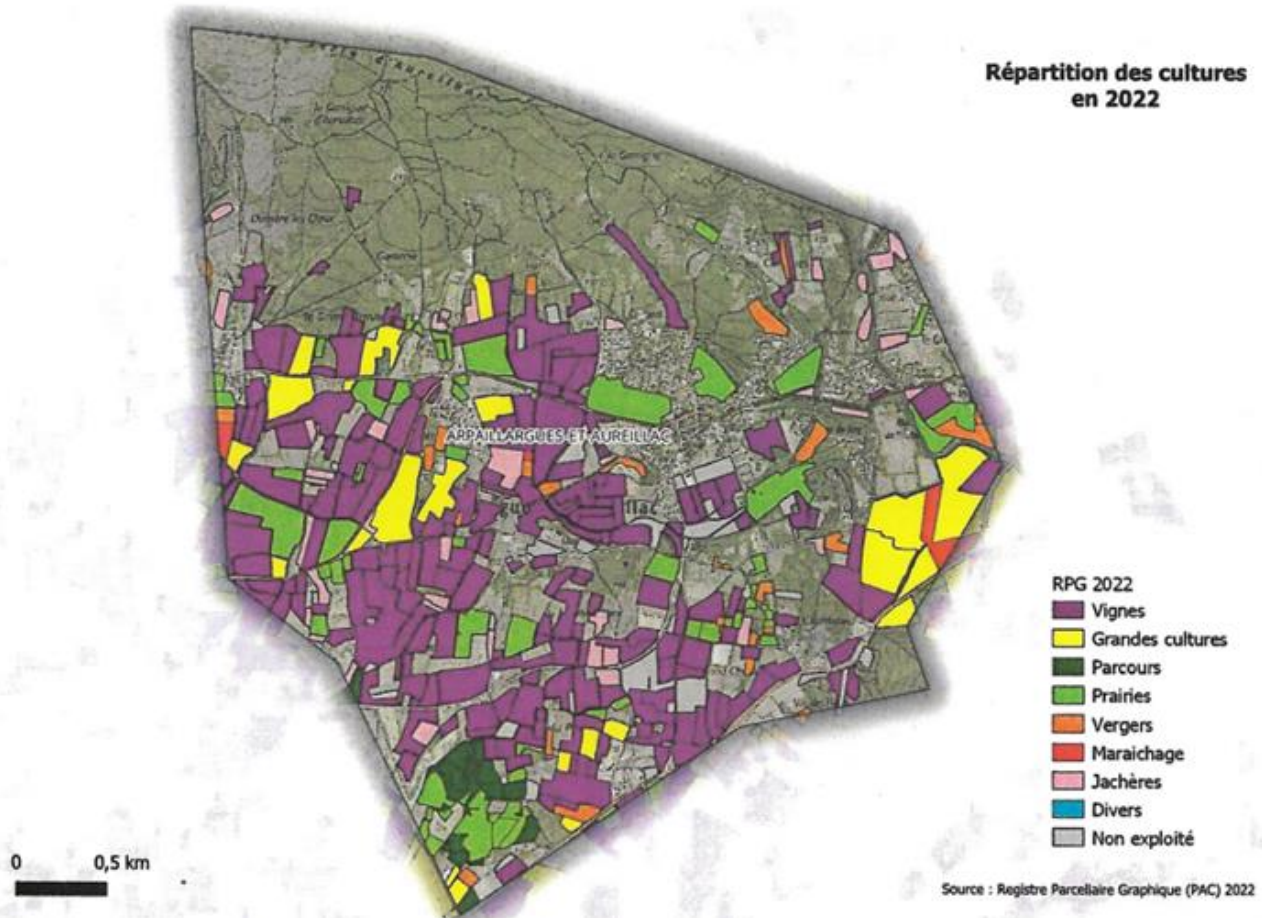 Répartition des cultures
en 2022
ARPAILLARGUES ET AUREILLAC
RPG 2022
Vignes
Grandes cultures
Parcours
Prairies
Vergers
Maraichage
Jachères
Divers
Non exploité
0 0,5 km
Source : Registre Parcellaire Graphique (PAC) 2022